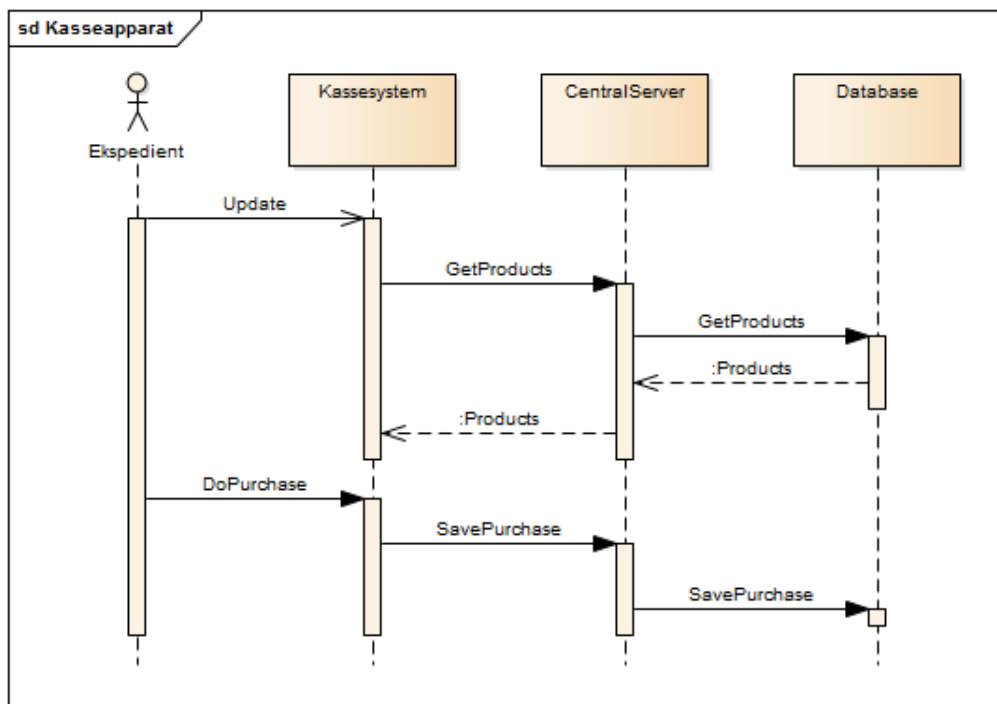 sd Kasseapparat
Ekspedient
Kassesystem
CentralServer
Database
Update
GetProducts
GetProducts
:Products
:Products
DoPurchase
SavePurchase
SavePurchase